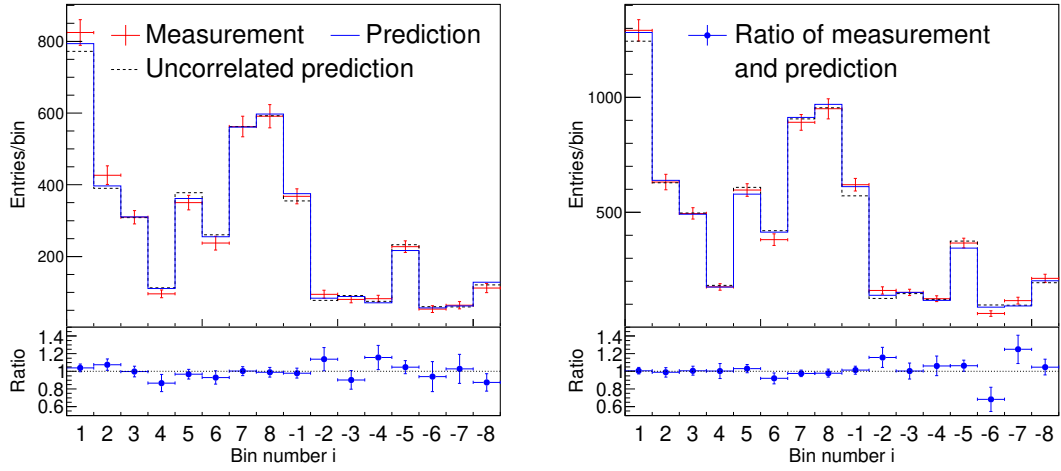 Measurement
Prediction
Uncorrelated prediction
Entries/bin
800
600
400
200
Ratio
1.4
1.2
1
0.8
0.6
1 2 3 4 5 6 7 8 -1 -2 -3 -4 -5 -6 -7 -8
Bin number i
Ratio of measurement
and prediction
Entries/bin
1000
500
Ratio
1.4
1.2
1
0.8
0.6
1 2 3 4 5 6 7 8 -1 -2 -3 -4 -5 -6 -7 -8
Bin number i